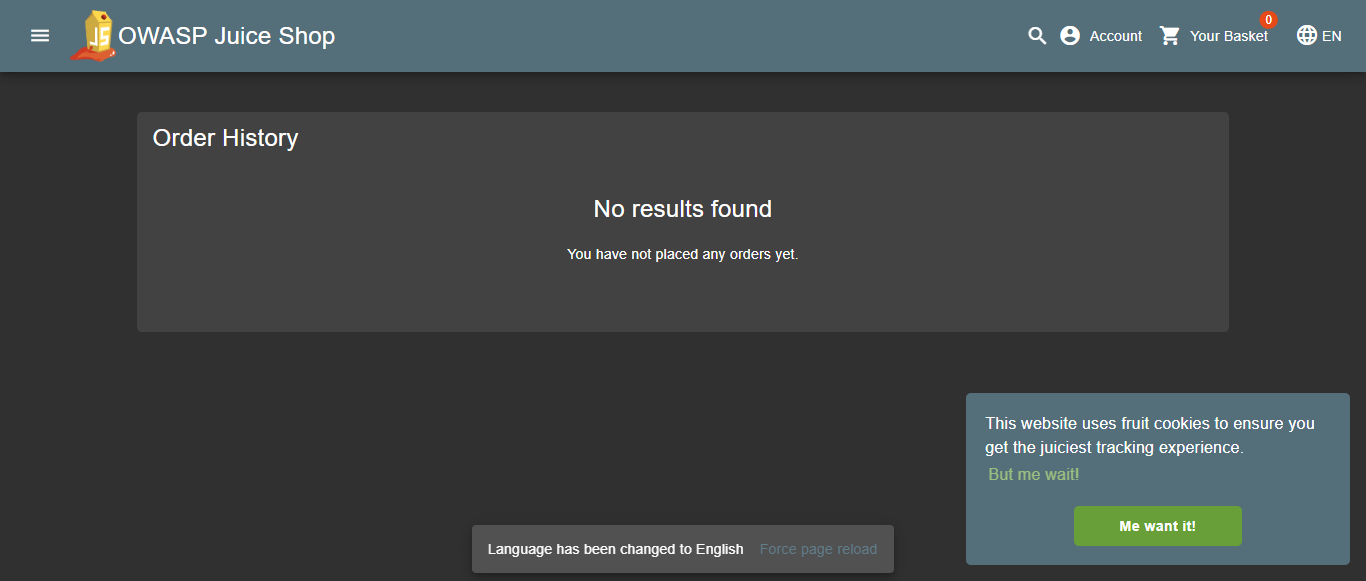 JS
OWASP Juice Shop
Account
0
Your Basket
EN
Order History
No results found
You have not placed any orders yet.
This website uses fruit cookies to ensure you
get the juiciest tracking experience.
But me wait!
Me want it!
Language has been changed to English Force page reload